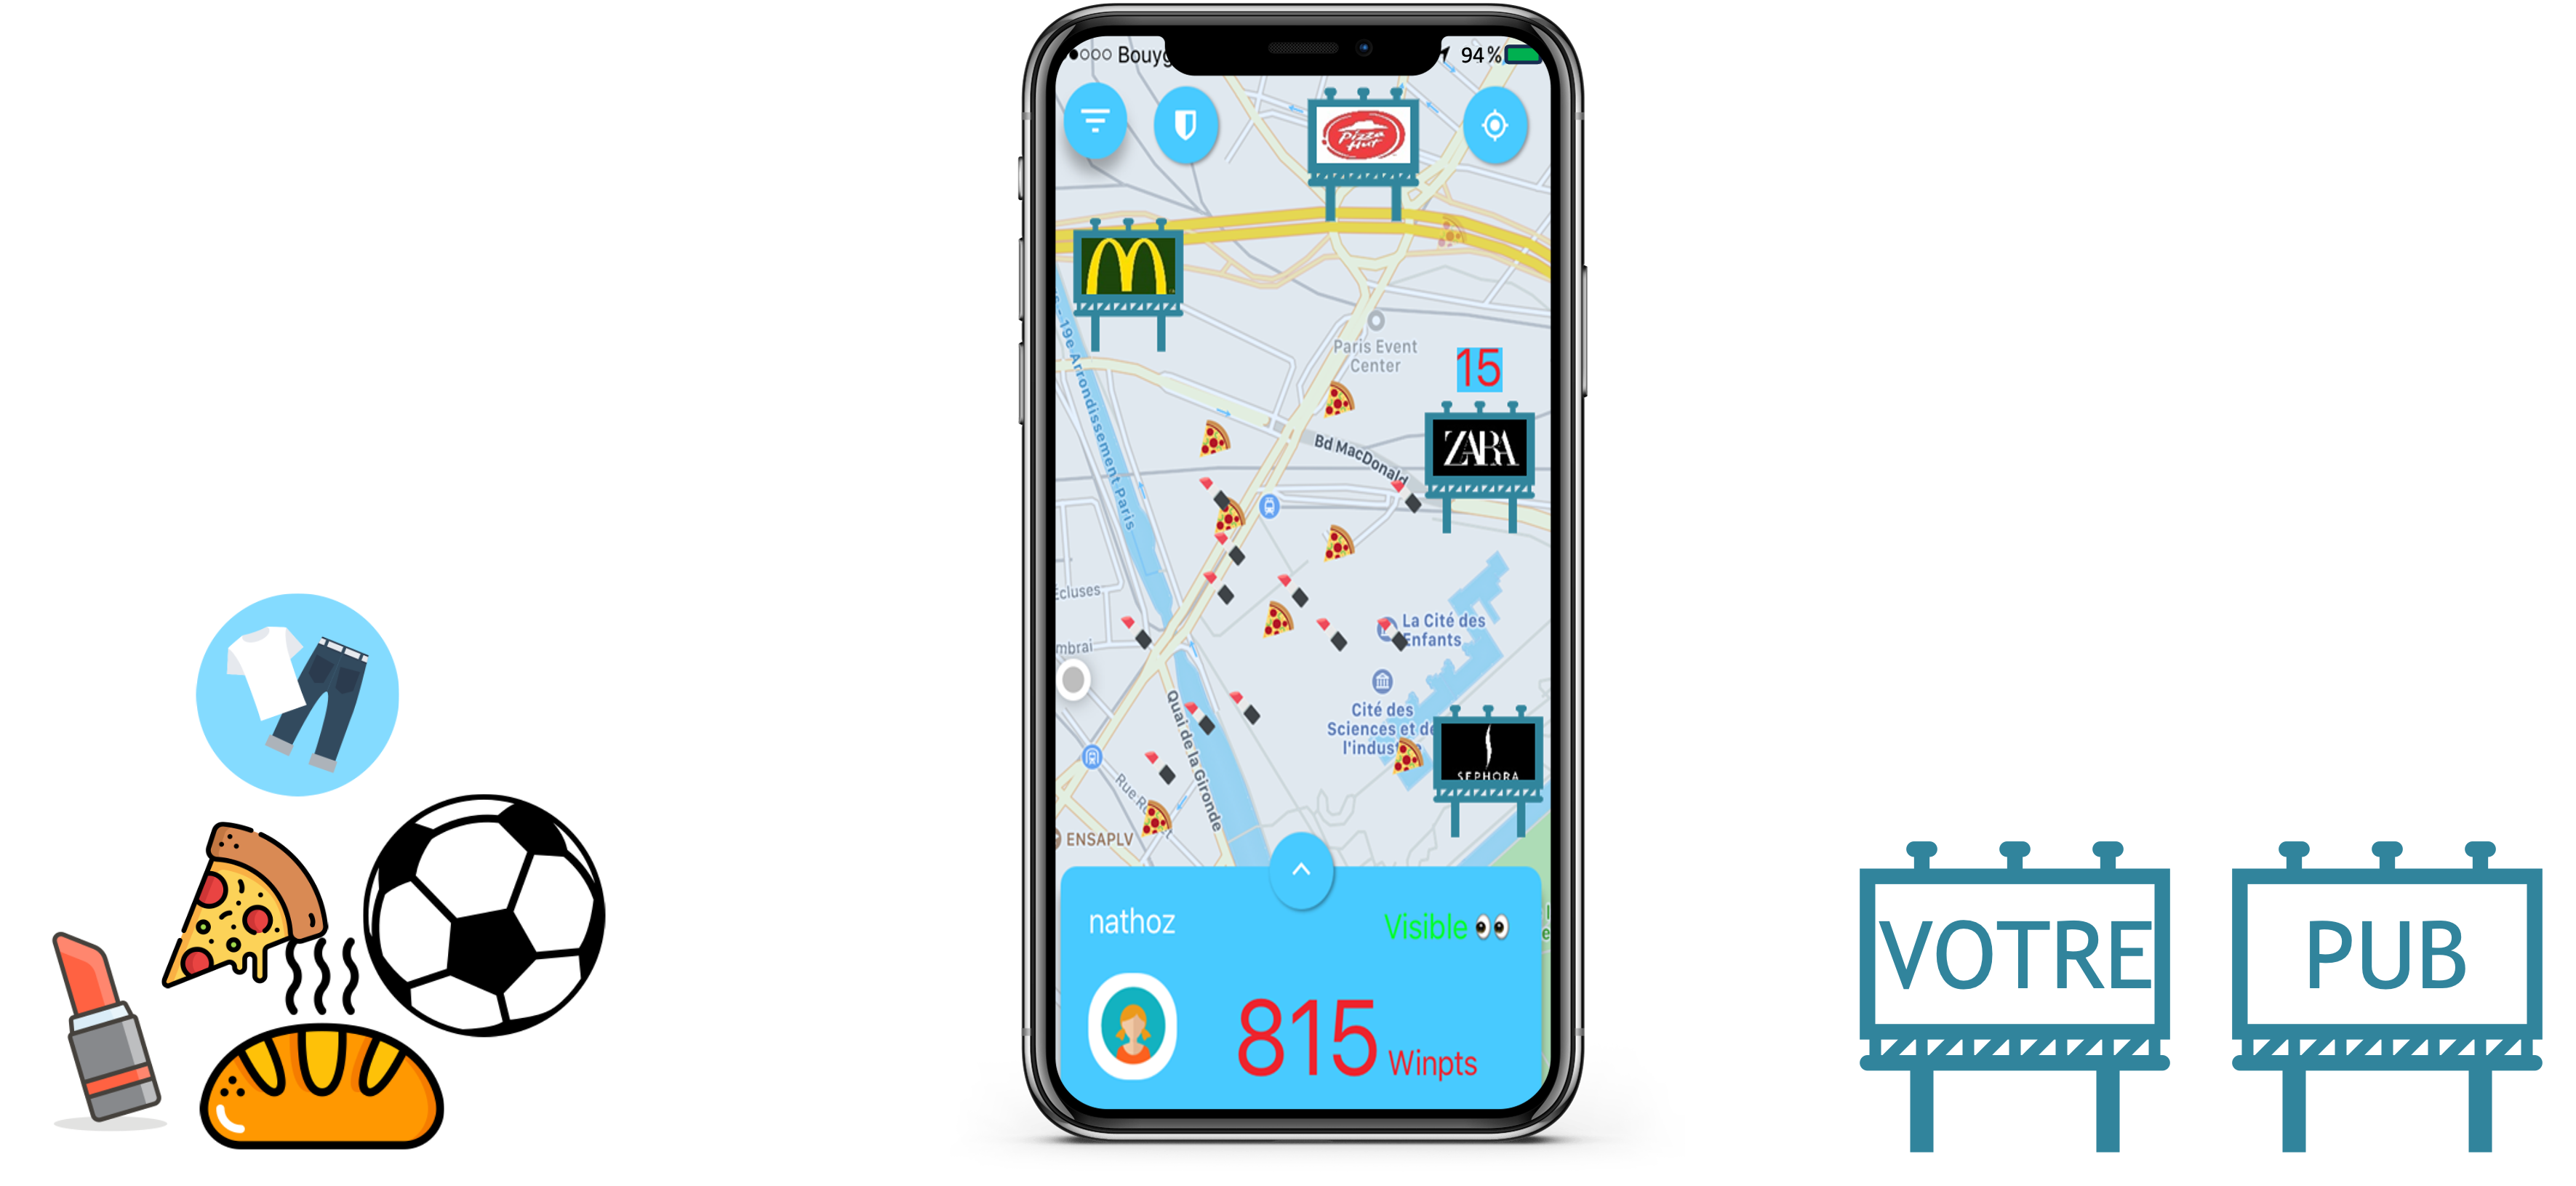 Bouyg
94%
Pizza
Hut
Paris Event
Center
15
ZARA
Bd MacDonald
19e Arrondissement Paris
Écluses
La Cité des
Enfants
mbrai
Cité des
Sciences et de
l'indus
SEPHORA
Quai de la Gironde
Rue R
ENSAPLV
nathoz
Visible
815 Winpts
VOTRE
PUB